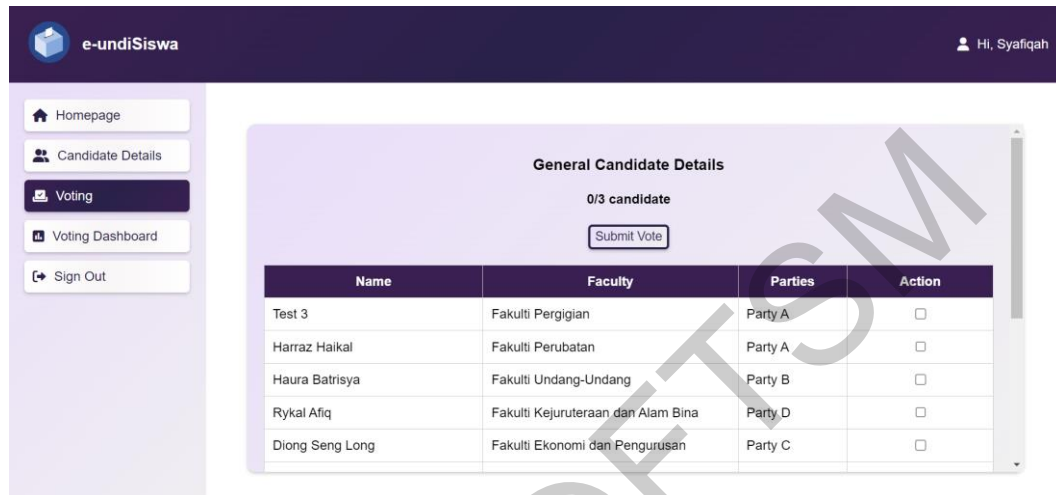 e-undiSiswa
Hi, Syafiqah
Homepage
Candidate Details
Voting
Voting Dashboard
Sign Out
General Candidate Details
0/3 candidate
Submit Vote
Name Faculty Parties Action
Test 3 Fakulti Pergigian Party A
Harraz Haikal Fakulti Perubatan Party A
Haura Batrisya Fakulti Undang-Undang Party B
Rykal Afiq Fakulti Kejuruteraan dan Alam Bina Party D
Diong Seng Long Fakulti Ekonomi dan Pengurusan Party C
FTSM